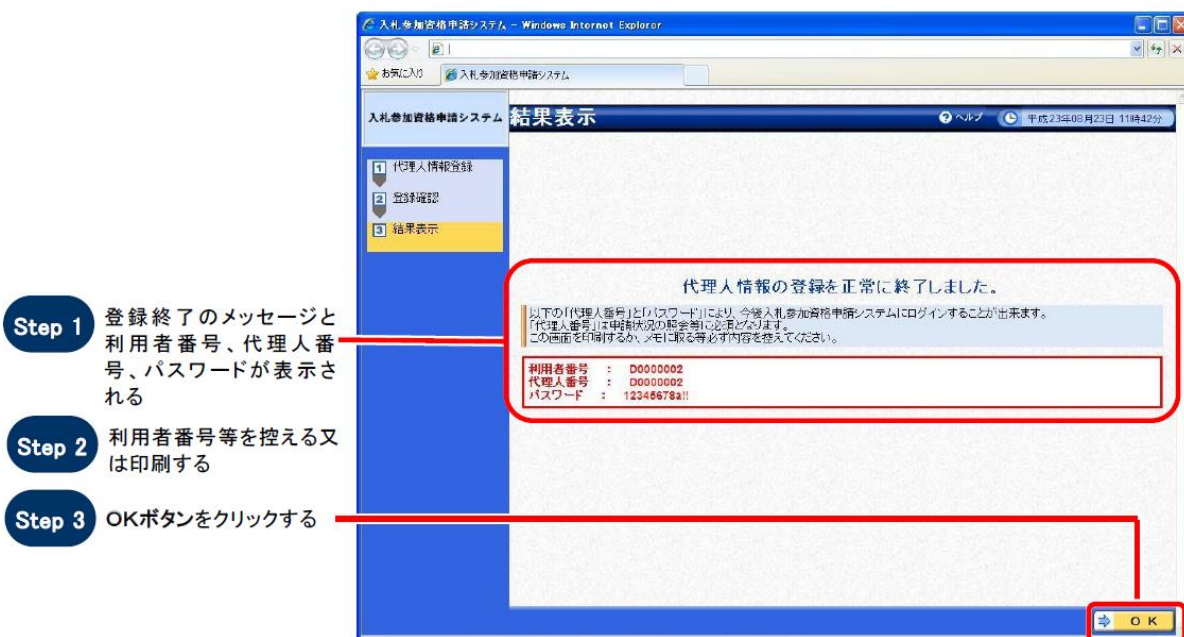 入札参加資格申請システム - Windows Internet Explorer
お気に入り
入札参加資格申請システム
入札参加資格申請システム
結果表示
ヘルプ
平成23年08月23日 11時42分
1 代理人情報登録
2 登録確認
3 結果表示
代理人情報の登録を正常に終了しました。
以下の「代理人番号」と「パスワード」により、今後入札参加資格申請システムにログインすることが出来ます。
「代理人番号」は申請状況の照会等に必須となります。
この画面を印刷するか、メモに取る等必ず内容を控えてください。
利用者番号 : D0000002
代理人番号 : D0000002
パスワード : 12345678a!!
Step 1
登録終了のメッセージと
利用者番号、代理人番
号、パスワードが表示さ
れる
Step 2
利用者番号等を控える又
は印刷する
Step 3
OKボタンをクリックする
OK